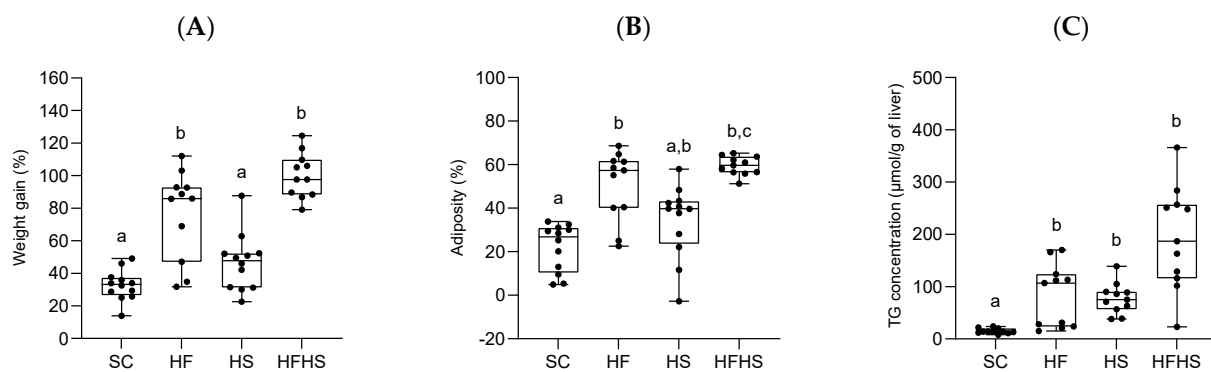 (A)
Weight gain (%)
160
140
120
100
80
60
40
20
0
a
b
a
b
SC HF HS HFHS
(B)
Adiposity (%)
100
80
60
40
20
0
-20
a
b
a,b
b,c
SC HF HS HFHS
(C)
TG concentration (µmol/g of liver)
500
400
300
200
100
0
a
b
b
b
SC HF HS HFHS